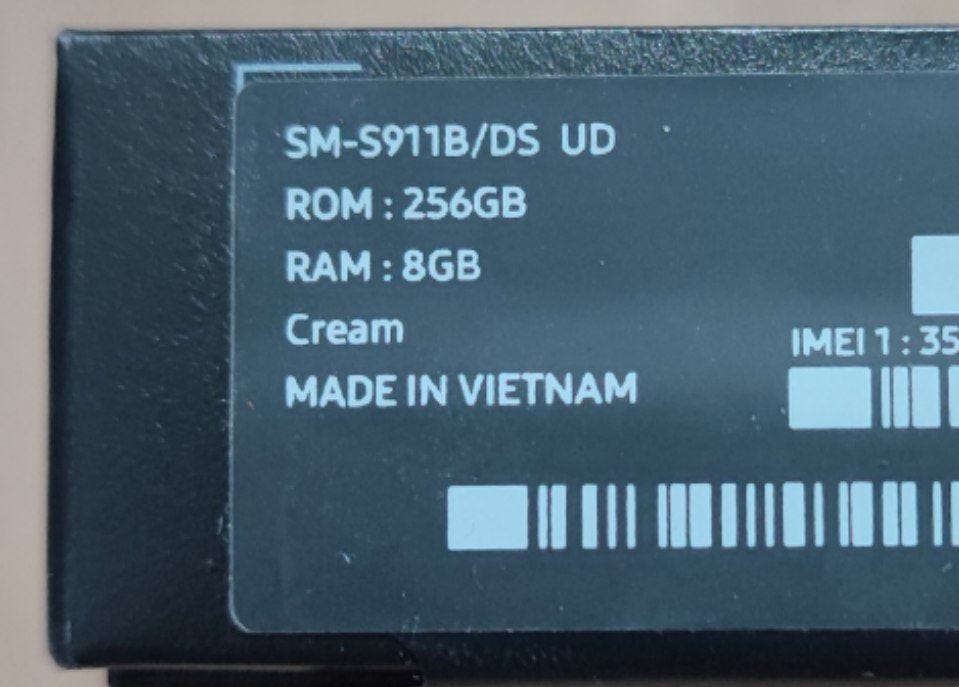 SM-S911B/DS UD
ROM : 256GB
RAM : 8GB
Cream
IMEI 1 : 35
MADE IN VIETNAM